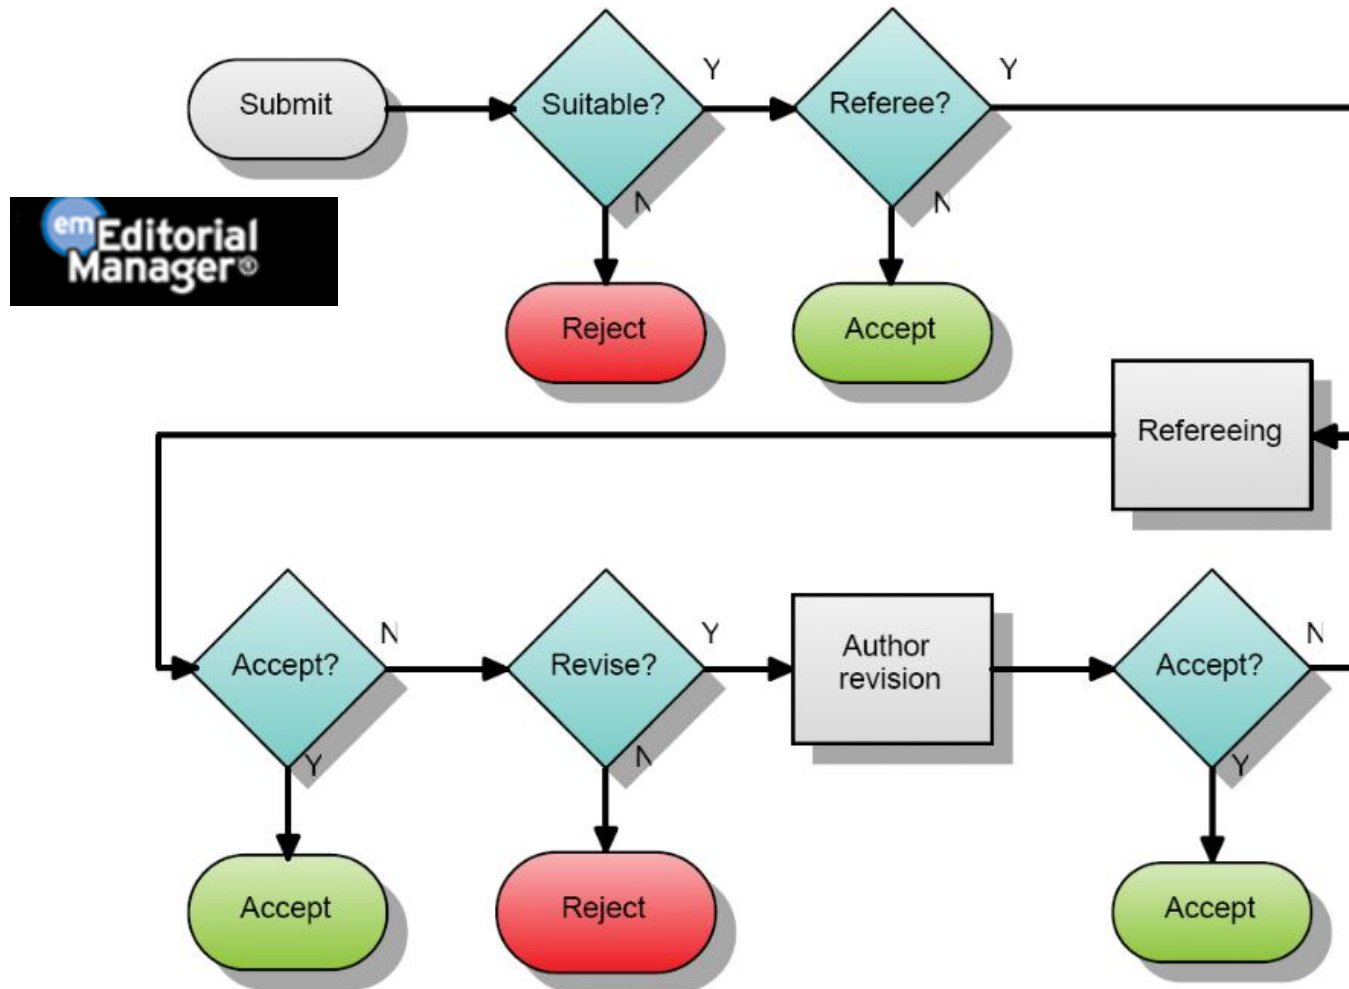 Submit
Suitable?
Y
Referee?
Y
N
N
em Editorial
Manager®
Reject
Accept
Refereeing
Accept?
N
Revise?
Y
Author
revision
Accept?
N
Y
N
Y
Accept
Reject
Accept